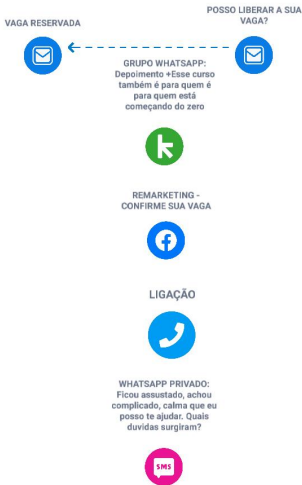 POSSO LIBERAR A SUA
VAGA?
VAGA RESERVADA
GRUPO WHATSAPP:
Depoimento +Esse curso
também é para quem é
para quem está
começando do zero
k
REMARKETING -
CONFIRME SUA VAGA
LIGAÇÃO
WHATSAPP PRIVADO:
Ficou assustado, achou
complicado, calma que eu
posso te ajudar. Quais
duvidas surgiram?
SMS